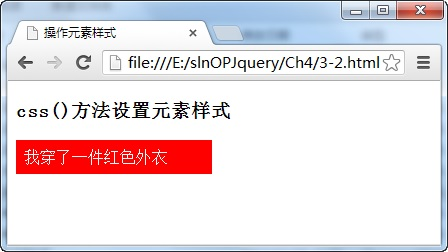 操作元素样式
file:///E:/slnOPJquery/Ch4/3-2.html
css()方法设置元素样式
我穿了一件红色外衣